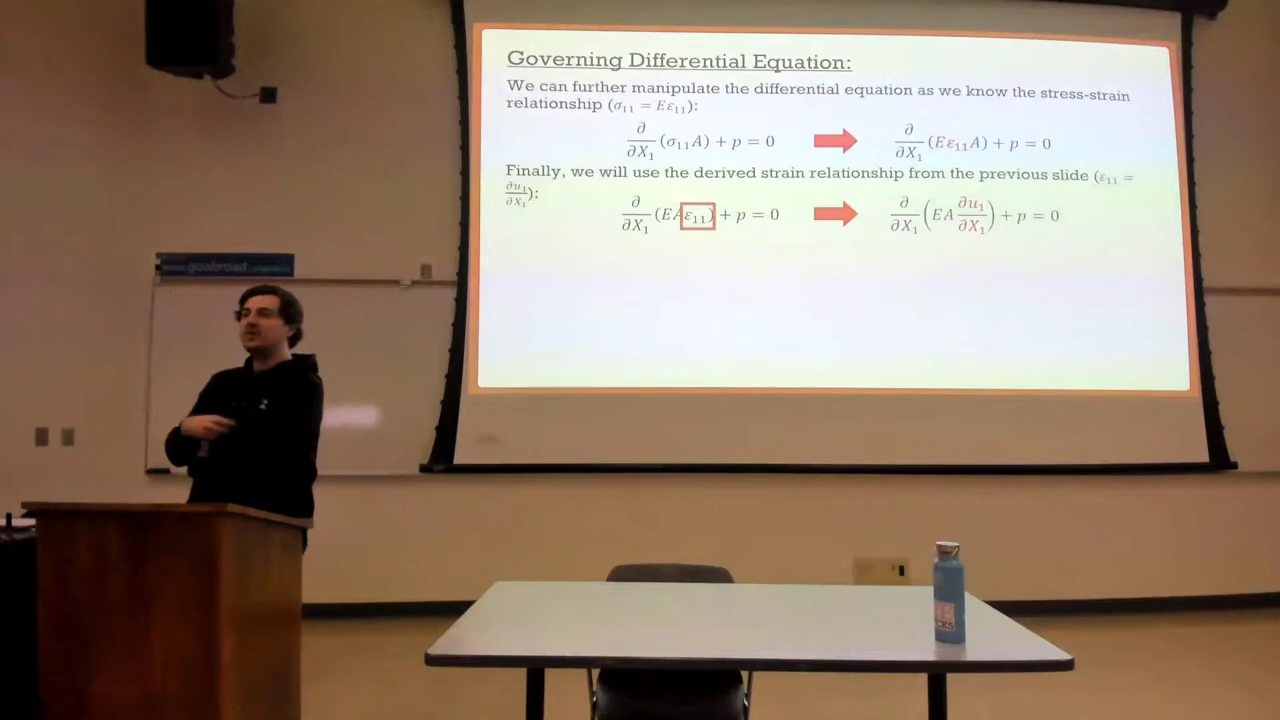 Governing Differential Equation:
We can further manipulate the differential equation as we know the stress-strain
relationship (σ₁₁ = Eε₁₁):
∂/∂X₁ (σ₁₁A) + p = 0 ∂/∂X₁ (Eε₁₁A) + p = 0
Finally, we will use the derived strain relationship from the previous slide (ε₁₁ =
∂u₁/∂X₁):
∂/∂X₁ (EAε₁₁) + p = 0 ∂/∂X₁ (EA ∂u₁/∂X₁) + p = 0
goabroad